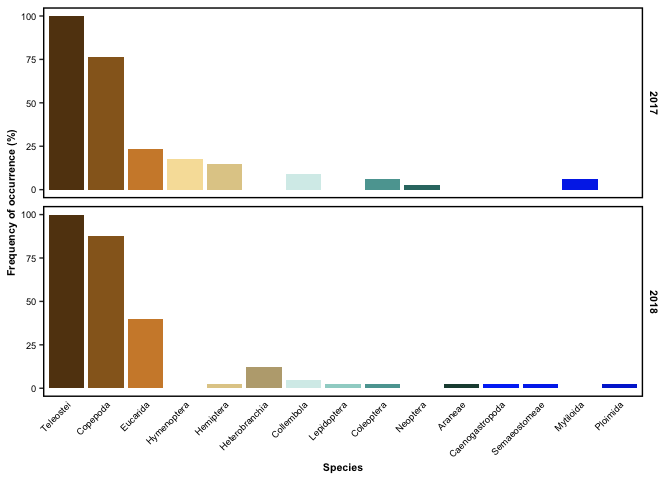 Frequency of occurrence (%)
100
75
50
25
0
2017
100
75
50
25
0
2018
Teleostei
Copepoda
Eucarida
Hymenoptera
Hemiptera
Heterobranchia
Collembola
Lepidoptera
Coleoptera
Neoptera
Araneae
Caenogastropoda
Semaeostomeae
Mytiloida
Ploimida
Species